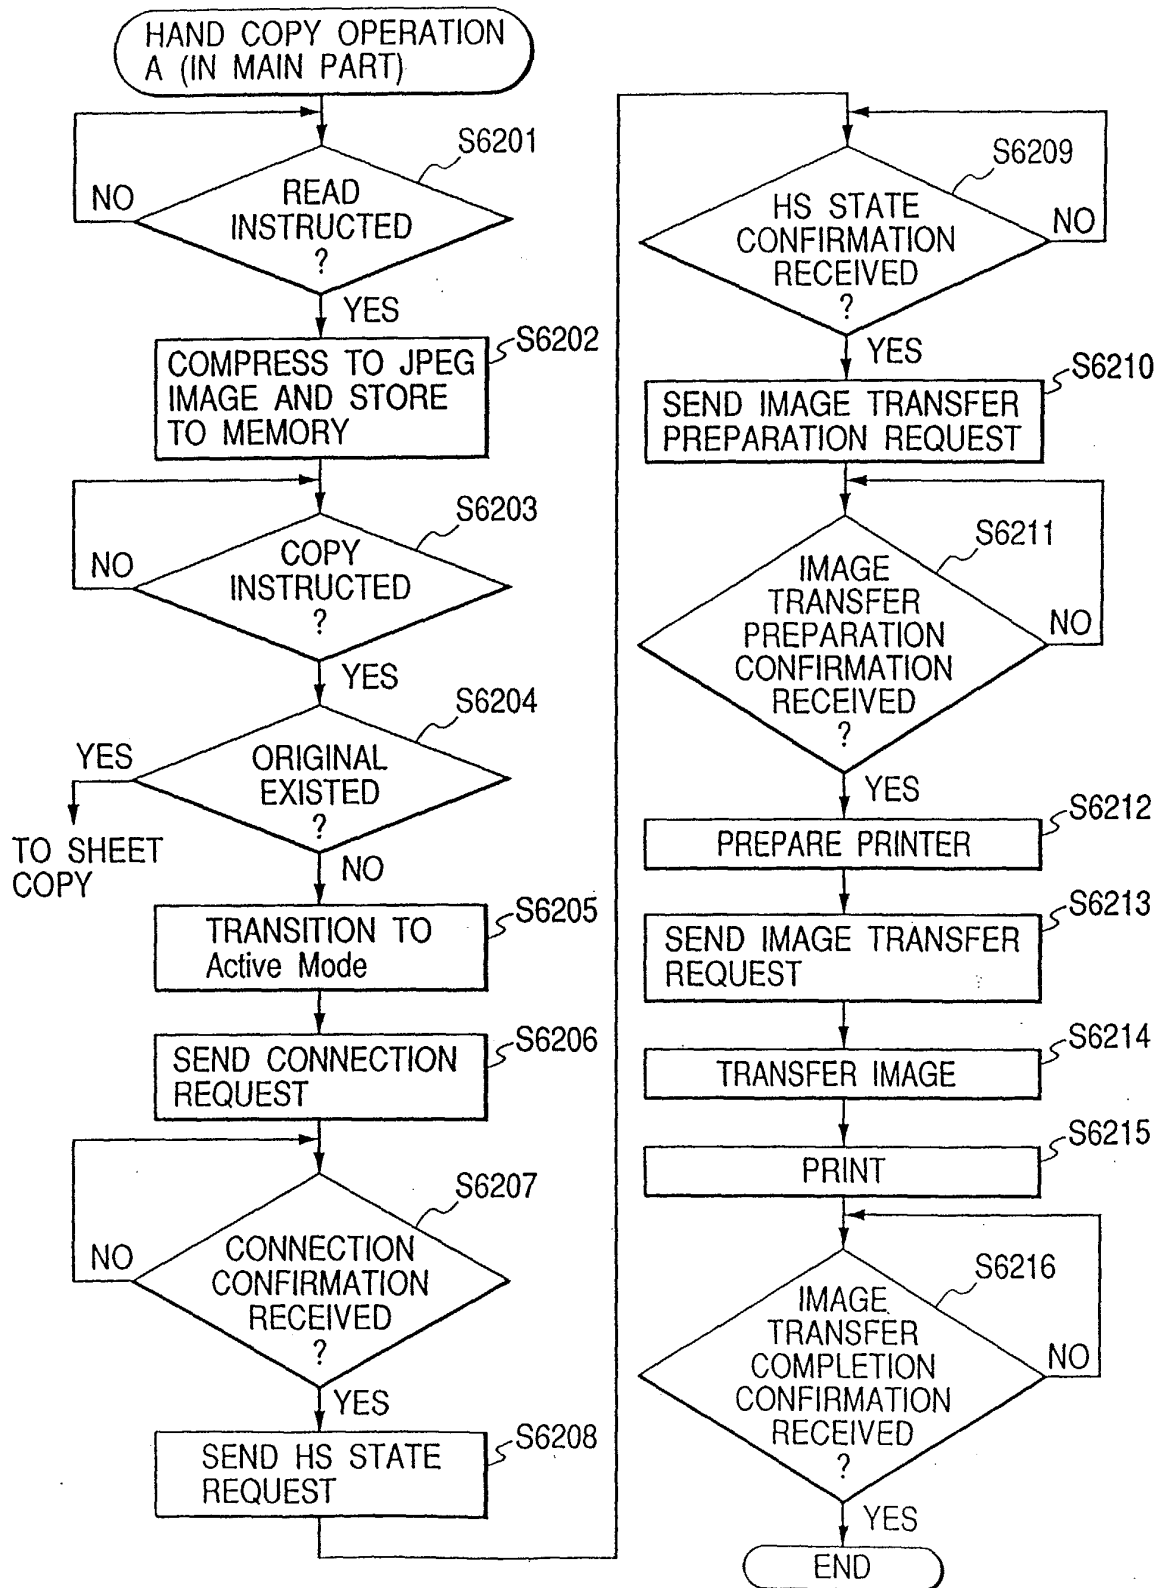 HAND COPY OPERATION
A (IN MAIN PART)
S6201
NO
READ
INSTRUCTED
?
YES
S6202
COMPRESS TO JPEG
IMAGE AND STORE
TO MEMORY
S6203
NO
COPY
INSTRUCTED
?
YES
S6204
YES
ORIGINAL
EXISTED
?
TO SHEET
COPY
NO
S6205
TRANSITION TO
Active Mode
S6206
SEND CONNECTION
REQUEST
S6207
NO
CONNECTION
CONFIRMATION
RECEIVED
?
YES
S6208
SEND HS STATE
REQUEST
S6209
HS STATE
CONFIRMATION
RECEIVED
?
NO
YES
S6210
SEND IMAGE TRANSFER
PREPARATION REQUEST
S6211
IMAGE
TRANSFER
PREPARATION
CONFIRMATION
RECEIVED
?
NO
YES
S6212
PREPARE PRINTER
S6213
SEND IMAGE TRANSFER
REQUEST
S6214
TRANSFER IMAGE
S6215
PRINT
S6216
IMAGE
TRANSFER
COMPLETION
CONFIRMATION
RECEIVED
?
NO
YES
END